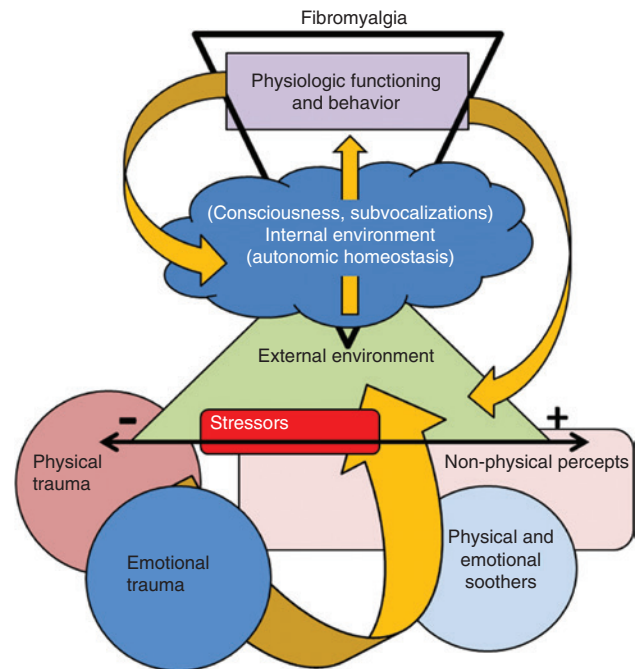 Fibromyalgia
Physiologic functioning
and behavior
(Consciousness, subvocalizations)
Internal environment
(autonomic homeostasis)
External environment
-
+
Stressors
Physical
trauma
Non-physical percepts
Emotional
trauma
Physical and
emotional
soothers